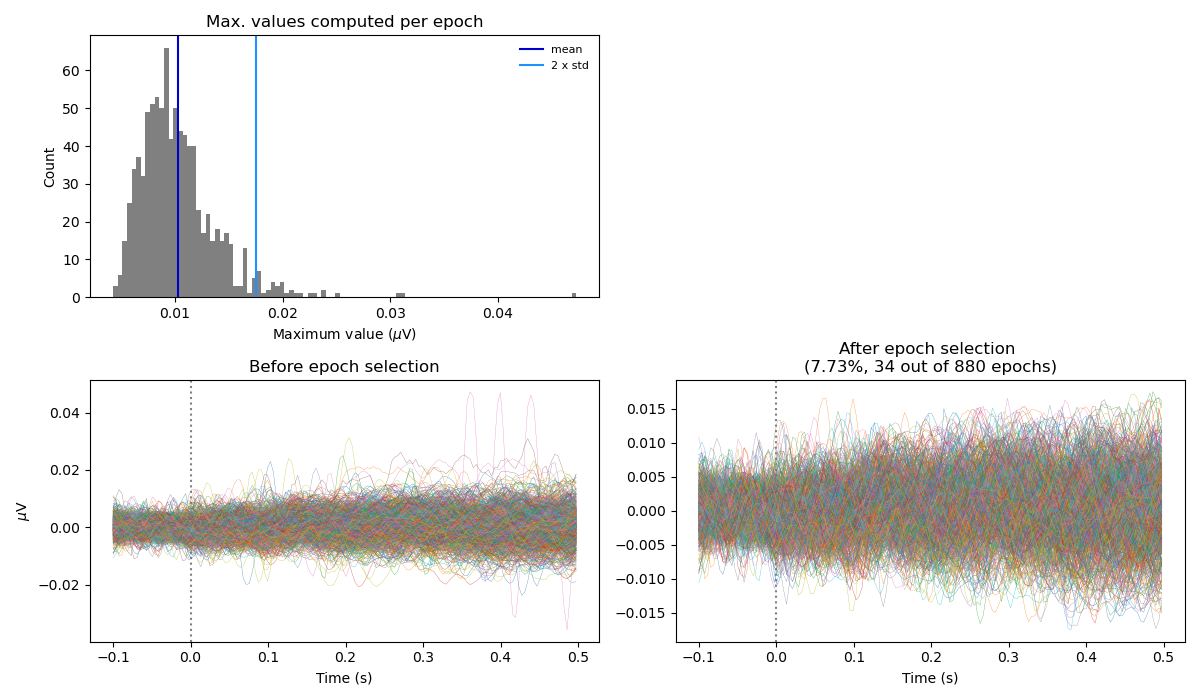 Max. values computed per epoch
mean
2 x std
Count
60
50
40
30
20
10
0
0.01 0.02 0.03 0.04
Maximum value (μV)
Before epoch selection
μV
0.04
0.02
0.00
−0.02
−0.1 0.0 0.1 0.2 0.3 0.4 0.5
Time (s)
After epoch selection
(7.73%, 34 out of 880 epochs)
0.015
0.010
0.005
0.000
−0.005
−0.010
−0.015
−0.1 0.0 0.1 0.2 0.3 0.4 0.5
Time (s)